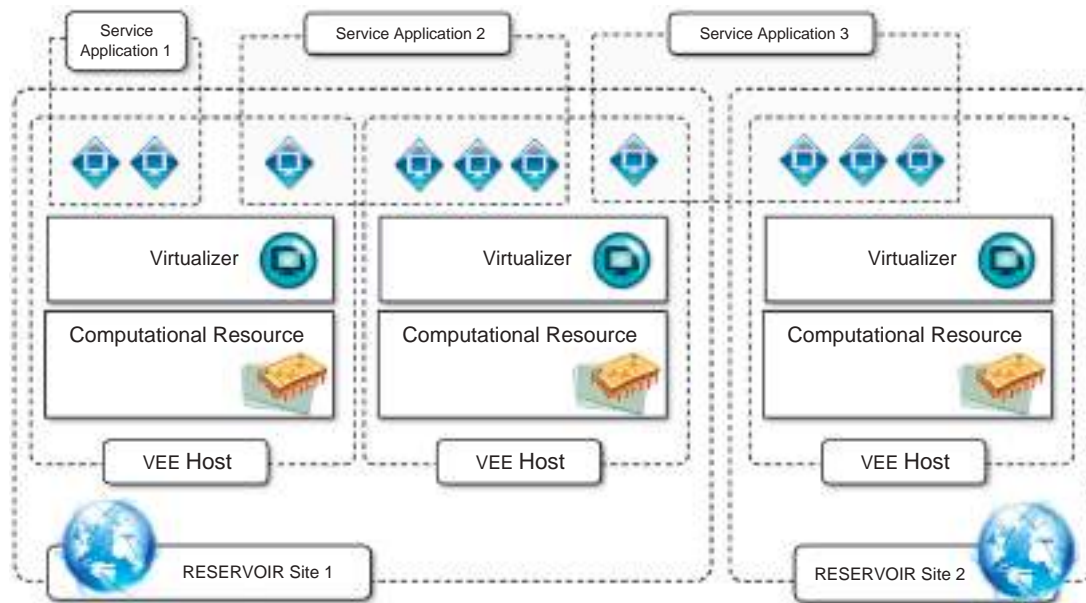 Service
Application 1
Service Application 2
Service Application 3
Virtualizer
Virtualizer
Virtualizer
Computational Resource
Computational Resource
Computational Resource
VEE Host
VEE Host
VEE Host
RESERVOIR Site 1
RESERVOIR Site 2